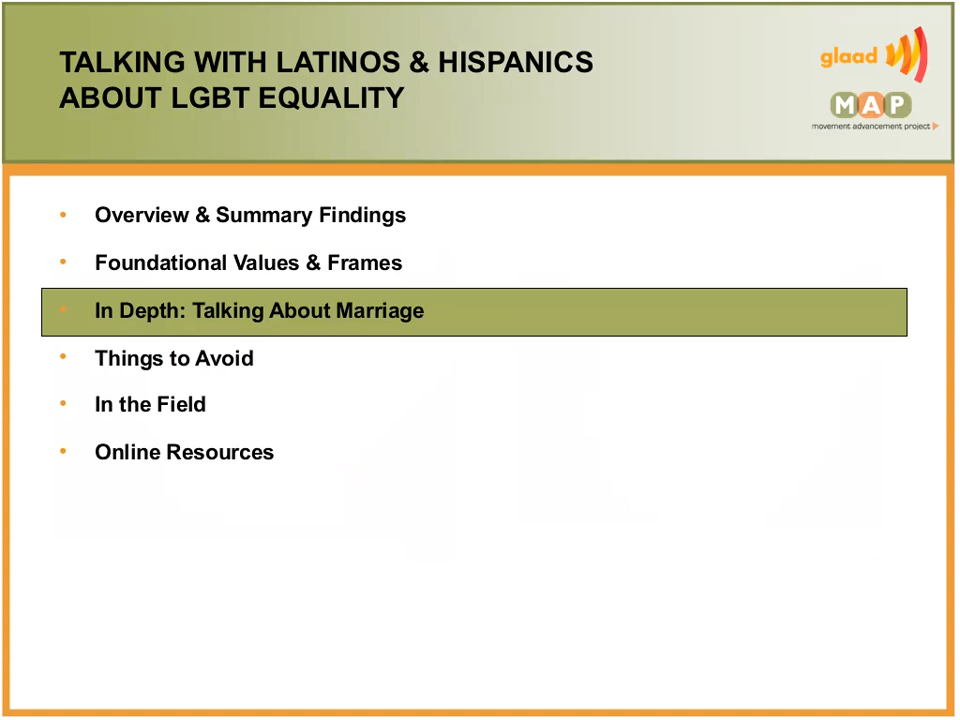 TALKING WITH LATINOS & HISPANICS
ABOUT LGBT EQUALITY
glaad
MAP
movement advancement project
• Overview & Summary Findings
• Foundational Values & Frames
• In Depth: Talking About Marriage
• Things to Avoid
• In the Field
• Online Resources